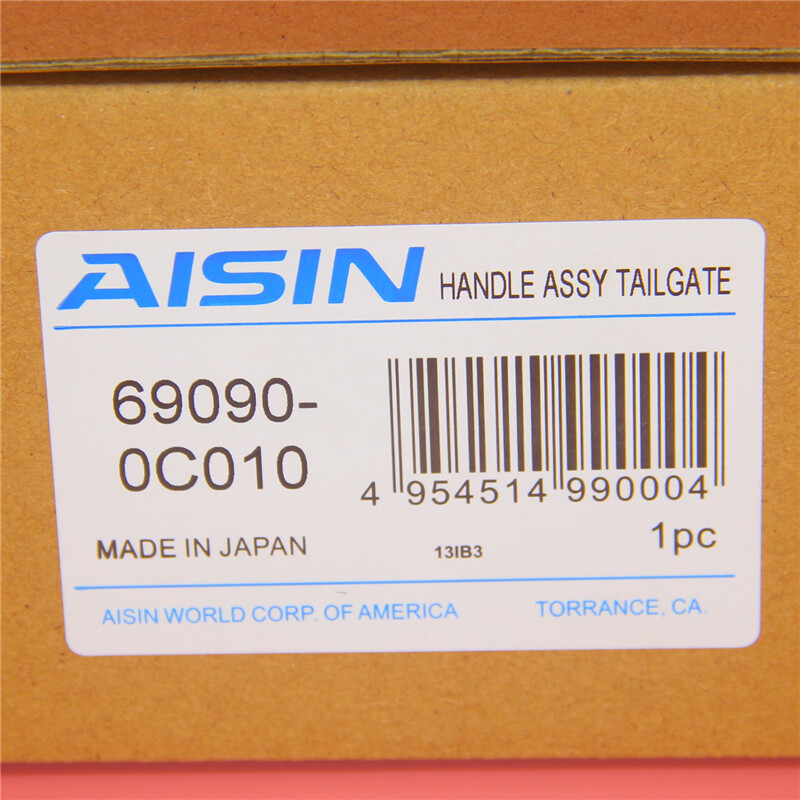 AISIN HANDLE ASSY TAILGATE
69090-
0C010
4 954514 990004
MADE IN JAPAN 13IB3 1pc
AISIN WORLD CORP. OF AMERICA TORRANCE, CA.